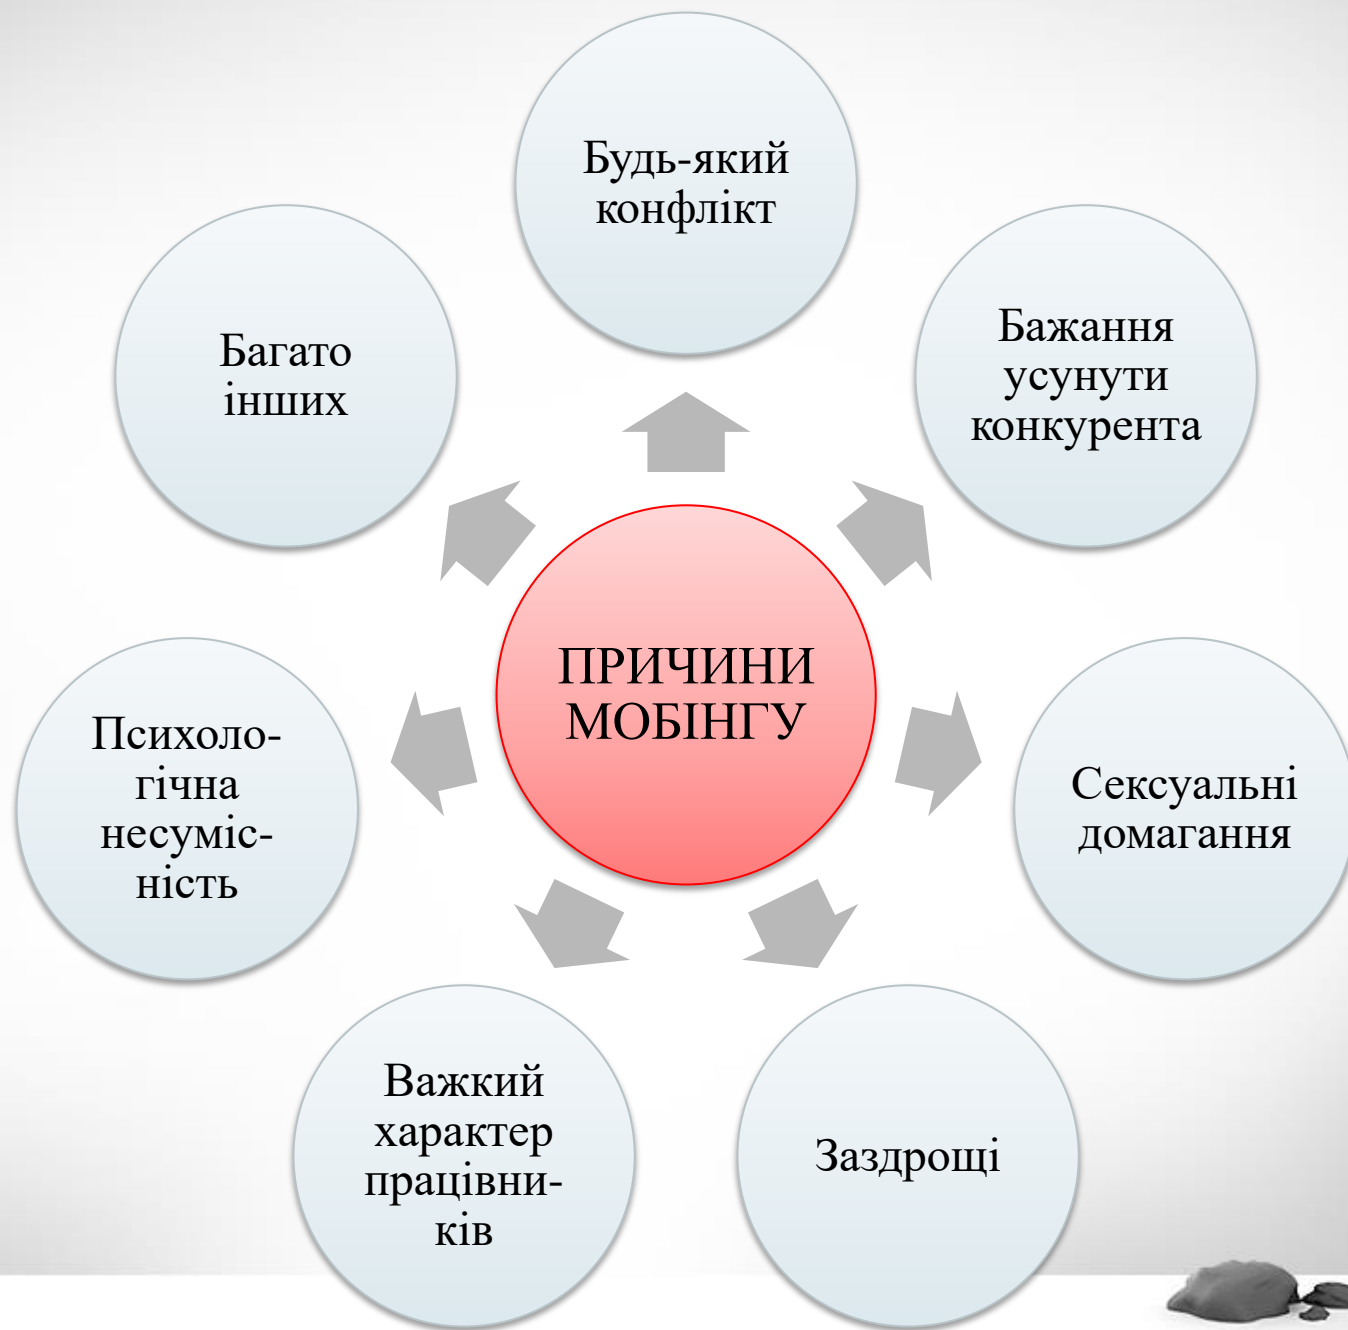 ПРИЧИНИ
МОБІНГУ
Будь-який
конфлікт
Бажання
усунути
конкурента
Сексуальні
домагання
Заздрощі
Важкий
характер
працівни-
ків
Психоло-
гічна
несуміс-
ність
Багато
інших